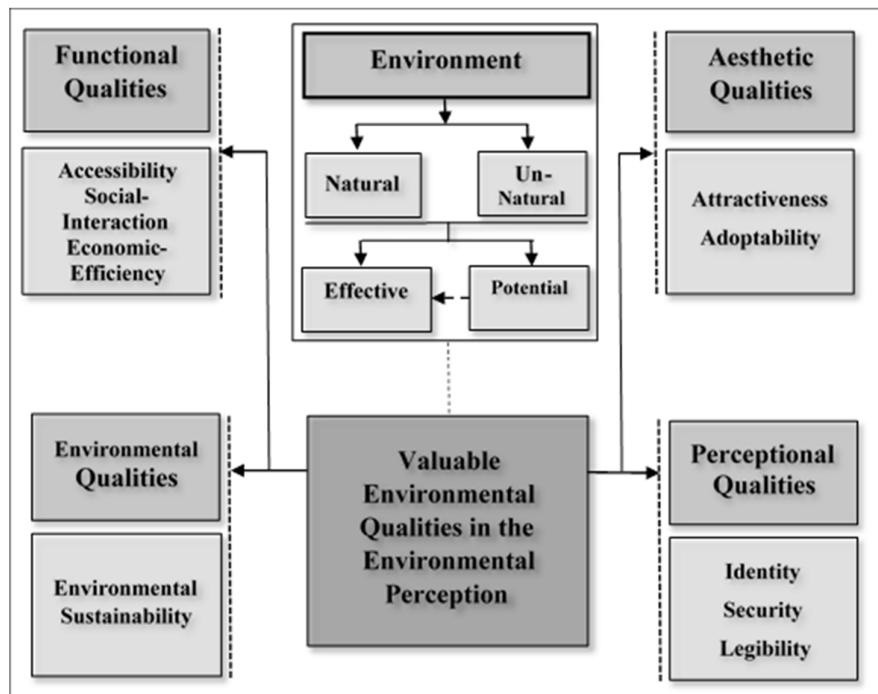 Functional
Qualities
Accessibility
Social-
Interaction
Economic-
Efficiency
Environment
Natural
Un-
Natural
Effective
Potential
Aesthetic
Qualities
Attractiveness
Adoptability
Environmental
Qualities
Environmental
Sustainability
Valuable
Environmental
Qualities in the
Environmental
Perception
Perceptional
Qualities
Identity
Security
Legibility